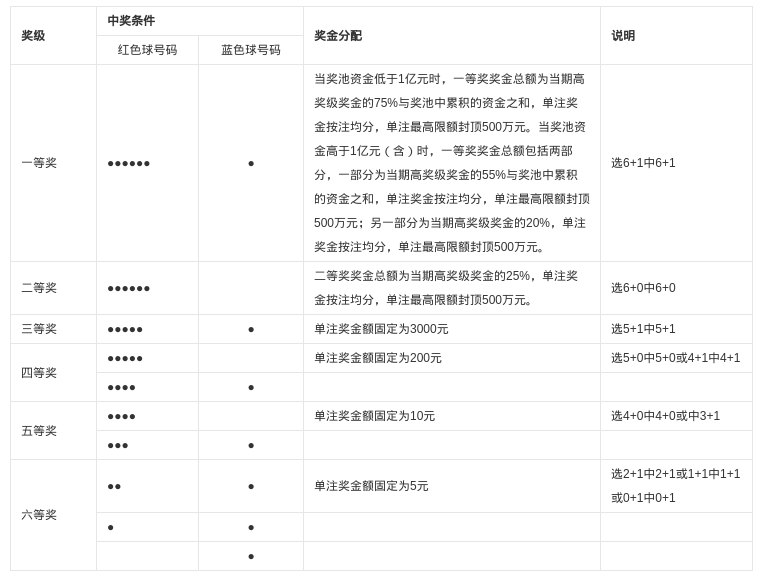 奖级
中奖条件
红色球号码
蓝色球号码
奖金分配
说明
一等奖
●●●●●●
●
当奖池资金低于1亿元时，一等奖奖金总额为当期高
奖级奖金的75%与奖池中累积的资金之和，单注奖
金按注均分，单注最高限额封顶500万元。当奖池资
金高于1亿元（含）时，一等奖奖金总额包括两部
分，一部分为当期高奖级奖金的55%与奖池中累积
的资金之和，单注奖金按注均分，单注最高限额封顶
500万元；另一部分为当期高奖级奖金的20%，单注
奖金按注均分，单注最高限额封顶500万元。
选6+1中6+1
二等奖
●●●●●●
二等奖奖金总额为当期高奖级奖金的25%，单注奖
金按注均分，单注最高限额封顶500万元。
选6+0中6+0
三等奖
●●●●●
●
单注奖金额固定为3000元
选5+1中5+1
四等奖
●●●●●
单注奖金额固定为200元
选5+0中5+0或4+1中4+1
●●●●
●
五等奖
●●●●
单注奖金额固定为10元
选4+0中4+0或中3+1
●●●
●
六等奖
●●
●
单注奖金额固定为5元
选2+1中2+1或1+1中1+1
或0+1中0+1
●
●
●